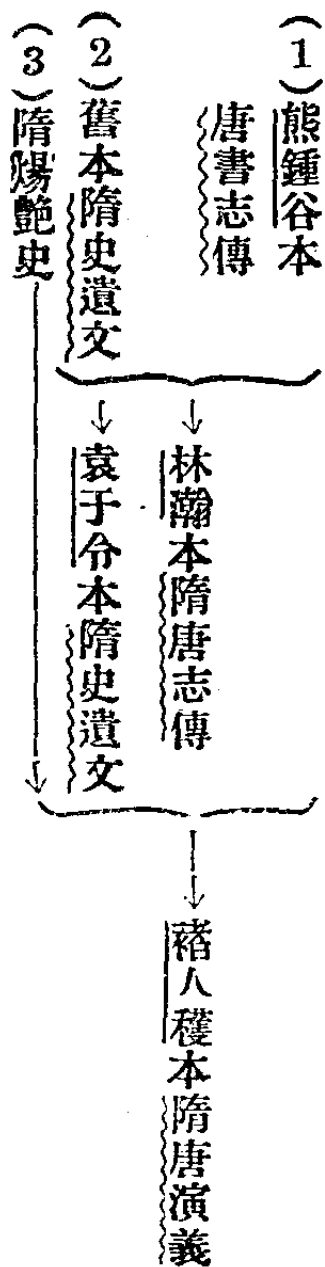 (1)熊鍾谷本
唐書志傳
(2)舊本隋史遺文
(3)隋煬艷史
林瀚本隋唐志傳
袁于令本隋史遺文
褚人穫本隋唐演義